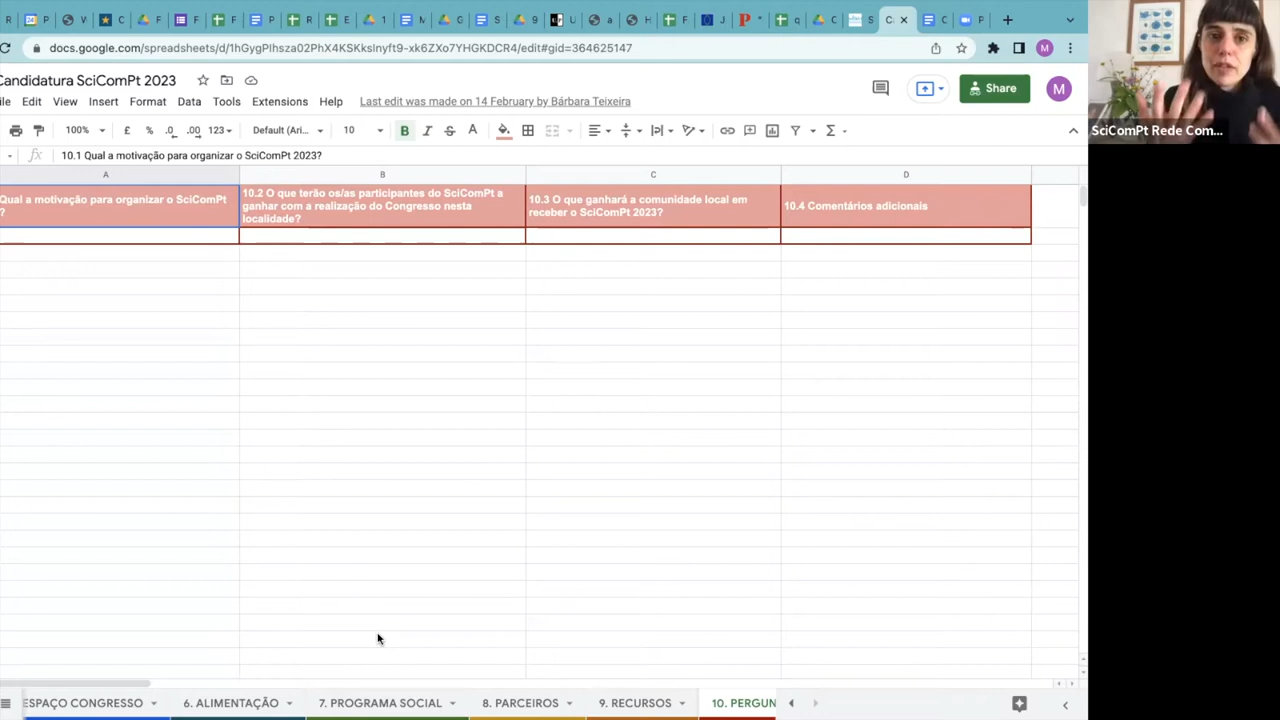 F
P
F
R
E
1
M
G
S
9
U
a
H
F
J
*
q
C
S
C
C
F
docs.google.com/spreadsheets/d/1hGygPlhsza02PhX4KSKkslnyft9-xk6ZXo7YHGKDCR4/edit#gid=364625147
M
Candidatura SciComPt 2023
ile Edit View Insert Format Data Tools Extensions Help Last edit was made on 14 February by Bárbara Teixeira
Share
M
100% £ % .0 .00 123 Default (Ari... 10 B I S A Σ
fx 10.1 Qual a motivação para organizar o SciComPt 2023?
A B C D
Qual a motivação para organizar o SciComPt
?
10.2 O que terão os/as participantes do SciComPt a
ganhar com a realização do Congresso nesta
localidade?
10.3 O que ganhará a comunidade local em
receber o SciComPt 2023?
10.4 Comentários adicionais
ESPAÇO CONGRESSO 6. ALIMENTAÇÃO 7. PROGRAMA SOCIAL 8. PARCEIROS 9. RECURSOS 10. PERGUN
SciComPt Rede Com...